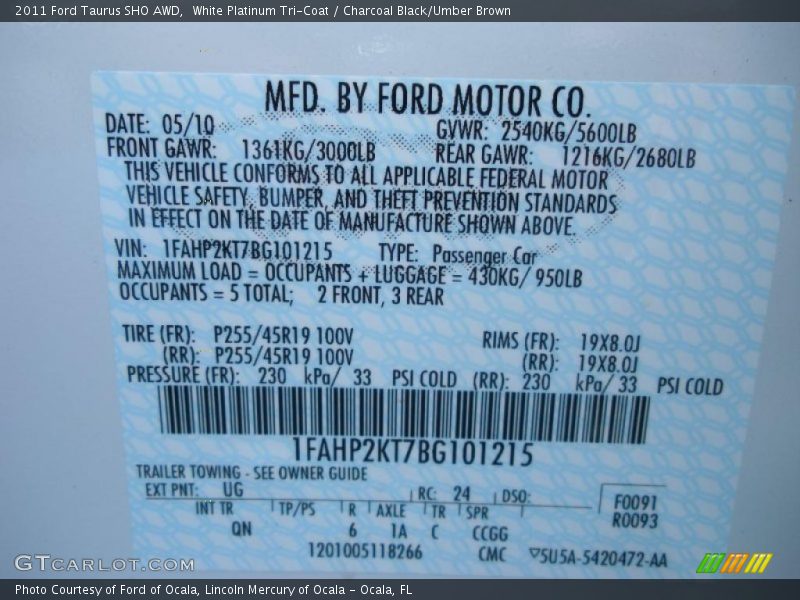 2011 Ford Taurus SHO AWD,  White Platinum Tri-Coat / Charcoal Black/Umber Brown
MFD. BY FORD MOTOR CO.
DATE: 05/10 GVWR: 2540KG/5600LB
FRONT GAWR: 1361KG/3000LB REAR GAWR: 1216KG/2680LB
THIS VEHICLE CONFORMS TO ALL APPLICABLE FEDERAL MOTOR
VEHICLE SAFETY, BUMPER, AND THEFT PREVENTION STANDARDS
IN EFFECT ON THE DATE OF MANUFACTURE SHOWN ABOVE.
VIN: 1FAHP2KT7BG101215 TYPE: Passenger Car
MAXIMUM LOAD = OCCUPANTS + LUGGAGE = 430KG/ 950LB
OCCUPANTS = 5 TOTAL; 2 FRONT, 3 REAR
TIRE (FR): P255/45R19 100V RIMS (FR): 19X8.0J
(RR): P255/45R19 100V (RR): 19X8.0J
PRESSURE (FR): 230 kPa/ 33 PSI COLD (RR): 230 kPa/ 33 PSI COLD
1FAHP2KT7BG101215
TRAILER TOWING - SEE OWNER GUIDE
EXT PNT: UG RC: 24 DSO: F0091
INT TR TP/PS R AXLE TR SPR R0093
QN 6 1A C CCGG
1201005118266 CMC ▽5U5A-5420472-AA
GTCARLOT.COM
Photo Courtesy of Ford of Ocala, Lincoln Mercury of Ocala - Ocala, FL